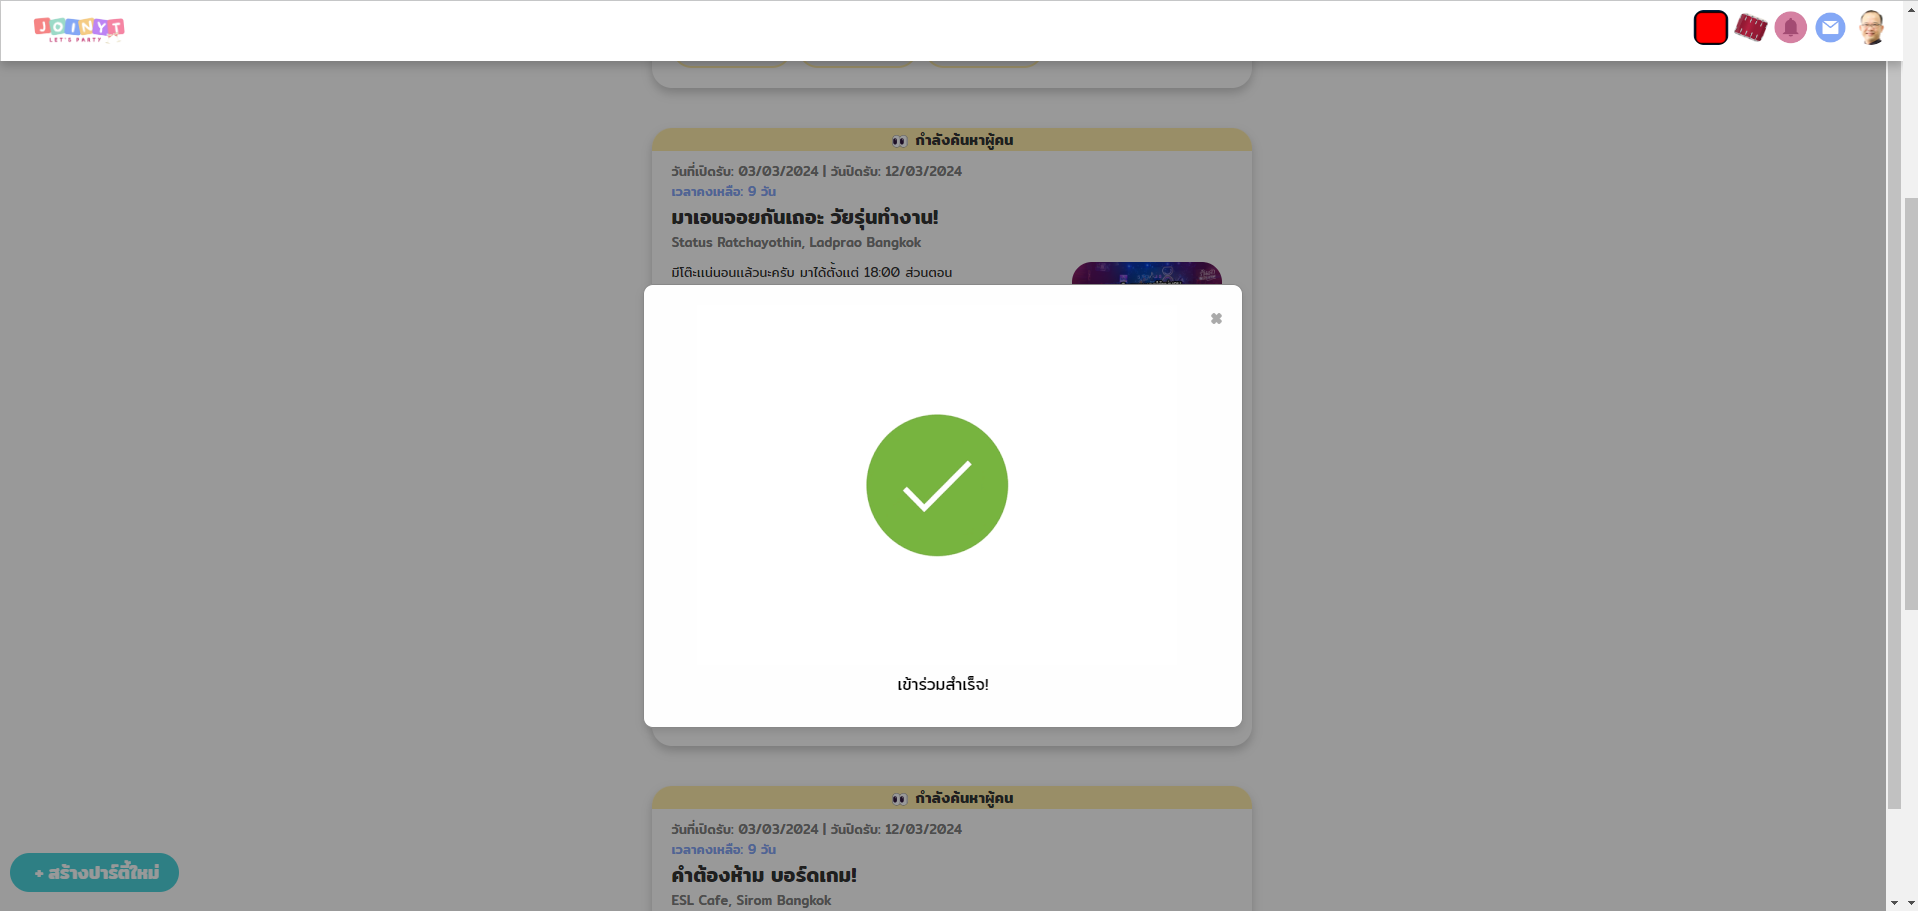 JOINYT
LET'S PARTY
กำลังค้นหาผู้คน
วันที่เปิดรับ: 03/03/2024 | วันปิดรับ: 12/03/2024
เวลาคงเหลือ: 9 วัน
มาเอนจอยกันเถอะ วัยรุ่นทำงาน!
Status Ratchayothin, Ladprao Bangkok
มีโต๊ะแน่นอนแล้วนะครับ มาได้ตั้งแต่ 18:00 ส่วนตอน
เข้าร่วมสำเร็จ!
กำลังค้นหาผู้คน
วันที่เปิดรับ: 03/03/2024 | วันปิดรับ: 12/03/2024
เวลาคงเหลือ: 9 วัน
คำต้องห้าม บอร์ดเกม!
ESL Cafe, Sirom Bangkok
+ สร้างปาร์ตี้ใหม่